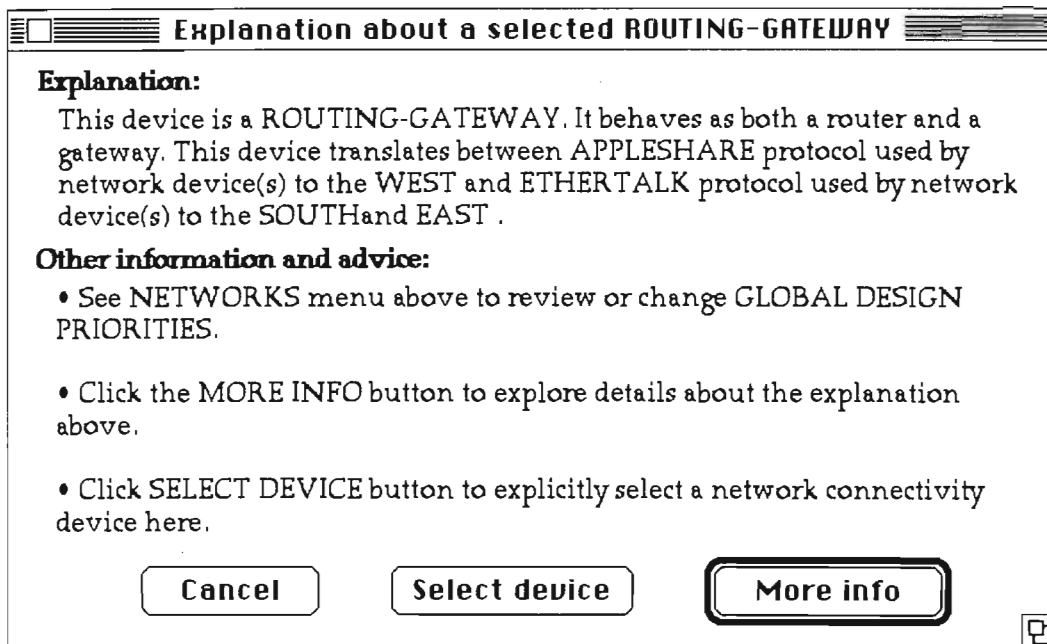 Explanation about a selected ROUTING-GATEWAY
Explanation:
This device is a ROUTING-GATEWAY. It behaves as both a router and a
gateway. This device translates between APPLESHARE protocol used by
network device(s) to the WEST and ETHERTALK protocol used by network
device(s) to the SOUTHand EAST .
Other information and advice:
• See NETWORKS menu above to review or change GLOBAL DESIGN
PRIORITIES.
• Click the MORE INFO button to explore details about the explanation
above.
• Click SELECT DEVICE button to explicitly select a network connectivity
device here.
Cancel Select device More info